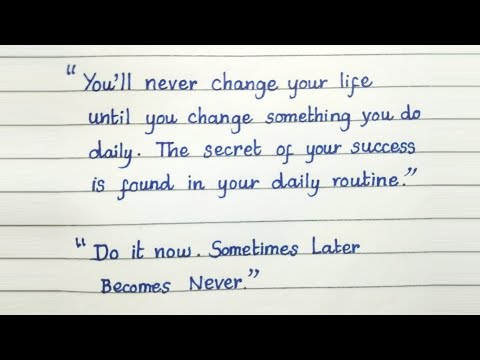 "You'll never change your life
until you change something you do
daily. The secret of your success
is found in your daily routine."
"Do it now. Sometimes Later
Becomes Never."